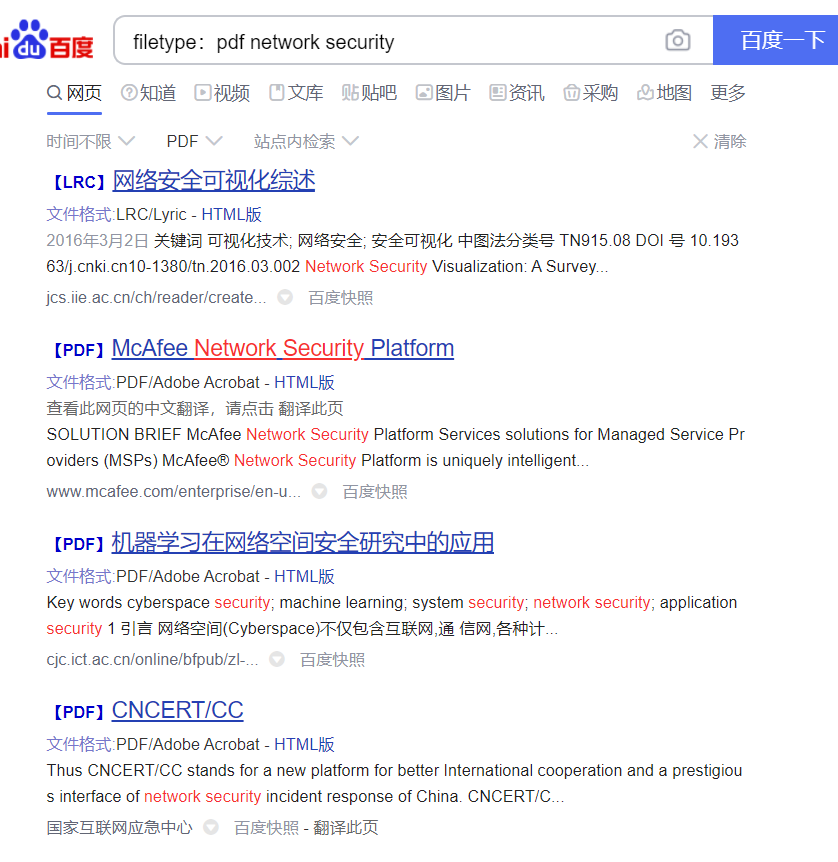 du百度 filetype：pdf network security 百度一下
网页 知道 视频 文库 贴吧 图片 资讯 采购 地图 更多
时间不限 PDF 站点内检索 清除
【LRC】网络安全可视化综述
文件格式:LRC/Lyric - HTML版
2016年3月2日 关键词 可视化技术; 网络安全; 安全可视化 中图法分类号 TN915.08 DOI 号 10.193
63/j.cnki.cn10-1380/tn.2016.03.002 Network Security Visualization: A Survey...
jcs.iie.ac.cn/ch/reader/create... 百度快照
【PDF】McAfee Network Security Platform
文件格式:PDF/Adobe Acrobat - HTML版
查看此网页的中文翻译，请点击 翻译此页
SOLUTION BRIEF McAfee Network Security Platform Services solutions for Managed Service Pr
oviders (MSPs) McAfee® Network Security Platform is uniquely intelligent...
www.mcafee.com/enterprise/en-u... 百度快照
【PDF】机器学习在网络空间安全研究中的应用
文件格式:PDF/Adobe Acrobat - HTML版
Key words cyberspace security; machine learning; system security; network security; application
security 1 引言 网络空间(Cyberspace)不仅包含互联网,通 信网,各种计...
cjc.ict.ac.cn/online/bfpub/zl-... 百度快照
【PDF】CNCERT/CC
文件格式:PDF/Adobe Acrobat - HTML版
Thus CNCERT/CC stands for a new platform for better International cooperation and a prestigiou
s interface of network security incident response of China. CNCERT/C...
国家互联网应急中心 百度快照 - 翻译此页